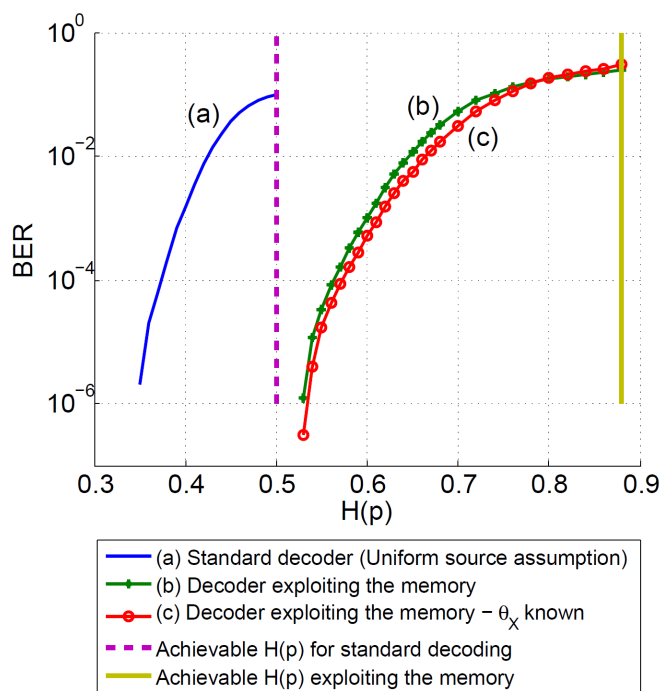 10^0
10^−2
10^−4
10^−6
BER
(a)
(b)
(c)
0.3 0.4 0.5 0.6 0.7 0.8 0.9
H(p)
(a) Standard decoder (Uniform source assumption)
(b) Decoder exploiting the memory
(c) Decoder exploiting the memory − θ_X known
Achievable H(p) for standard decoding
Achievable H(p) exploiting the memory